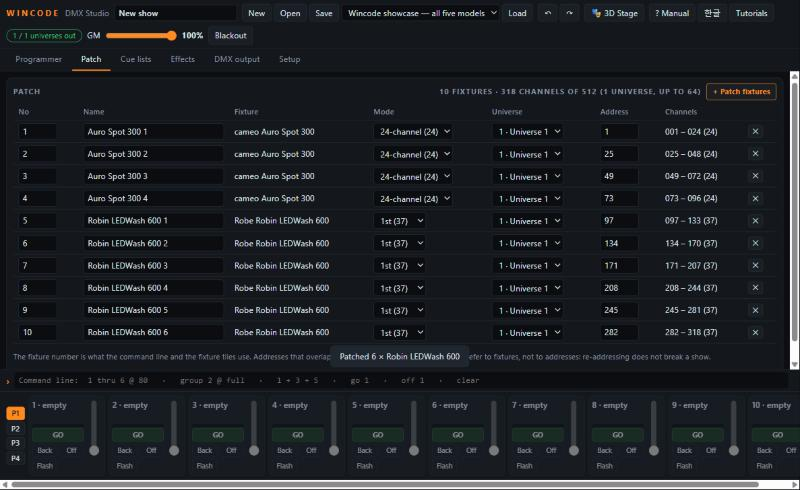 WINCODE DMX Studio New show New Open Save Wincode showcase — all five models Load ↶ ↷ 3D Stage ? Manual 한글 Tutorials
1 / 1 universes out GM 100% Blackout
Programmer Patch Cue lists Effects DMX output Setup
PATCH 10 FIXTURES · 318 CHANNELS OF 512 (1 UNIVERSE, UP TO 64) + Patch fixtures
No Name Fixture Mode Universe Address Channels
1 Auro Spot 300 1 cameo Auro Spot 300 24-channel (24) 1 · Universe 1 1 001 – 024 (24) ✕
2 Auro Spot 300 2 cameo Auro Spot 300 24-channel (24) 1 · Universe 1 25 025 – 048 (24) ✕
3 Auro Spot 300 3 cameo Auro Spot 300 24-channel (24) 1 · Universe 1 49 049 – 072 (24) ✕
4 Auro Spot 300 4 cameo Auro Spot 300 24-channel (24) 1 · Universe 1 73 073 – 096 (24) ✕
5 Robin LEDWash 600 1 Robe Robin LEDWash 600 1st (37) 1 · Universe 1 97 097 – 133 (37) ✕
6 Robin LEDWash 600 2 Robe Robin LEDWash 600 1st (37) 1 · Universe 1 134 134 – 170 (37) ✕
7 Robin LEDWash 600 3 Robe Robin LEDWash 600 1st (37) 1 · Universe 1 171 171 – 207 (37) ✕
8 Robin LEDWash 600 4 Robe Robin LEDWash 600 1st (37) 1 · Universe 1 208 208 – 244 (37) ✕
9 Robin LEDWash 600 5 Robe Robin LEDWash 600 1st (37) 1 · Universe 1 245 245 – 281 (37) ✕
10 Robin LEDWash 600 6 Robe Robin LEDWash 600 1st (37) 1 · Universe 1 282 282 – 318 (37) ✕
The fixture number is what the command line and the fixture tiles use. Addresses that overlap efer to fixtures, not to addresses: re-addressing does not break a show.
Patched 6 × Robin LEDWash 600
› Command line: 1 thru 6 @ 80 · group 2 @ full · 1 + 3 + 5 · go 1 · off 1 · clear
P1 P2 P3 P4
1 · empty 2 · empty 3 · empty 4 · empty 5 · empty 6 · empty 7 · empty 8 · empty 9 · empty 10 · empty
GO GO GO GO GO GO GO GO GO GO
Back Off Back Off Back Off Back Off Back Off Back Off Back Off Back Off Back Off Back Off
Flash Flash Flash Flash Flash Flash Flash Flash Flash Flash